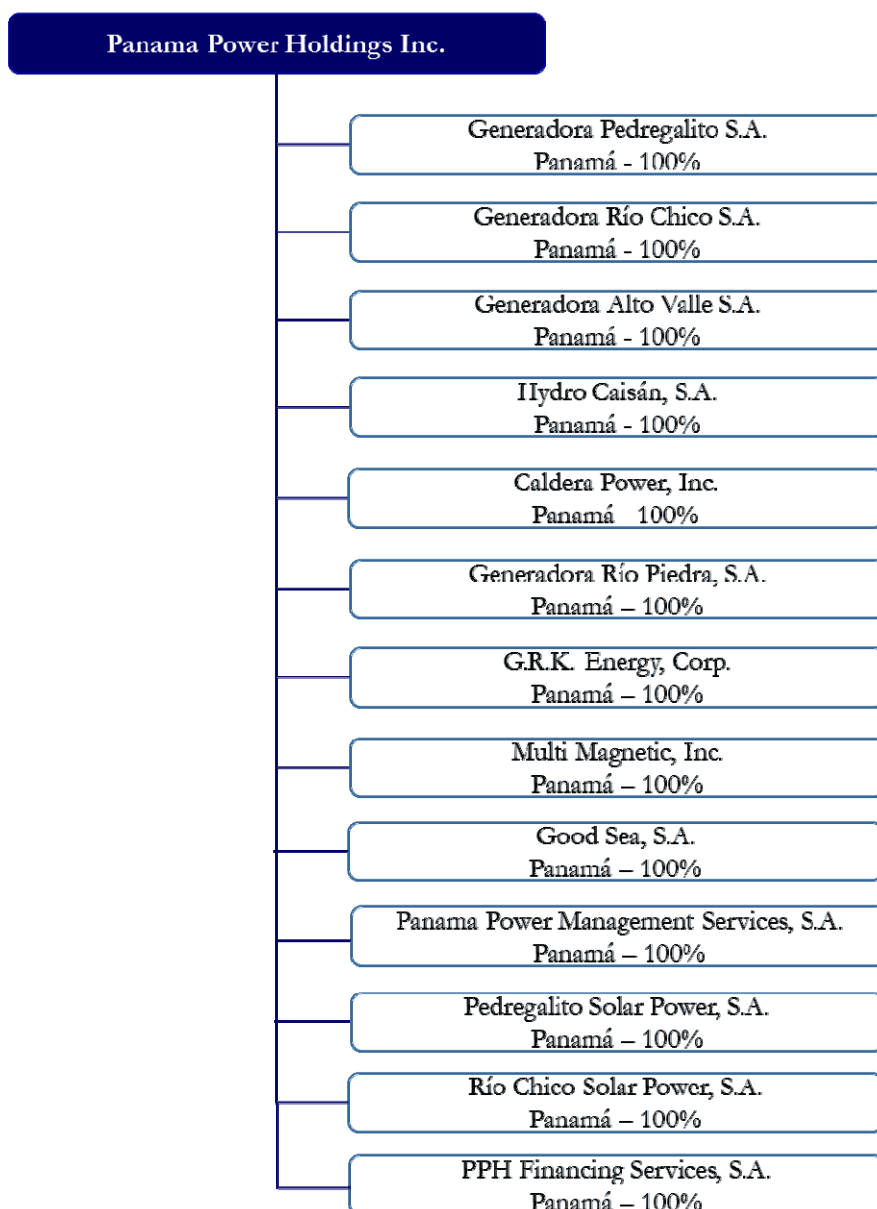 Panama Power Holdings Inc.
Generadora Pedregalito S.A.
Panamá - 100%
Generadora Río Chico S.A.
Panamá - 100%
Generadora Alto Valle S.A.
Panamá - 100%
Hydro Caisán, S.A.
Panamá - 100%
Caldera Power, Inc.
Panamá 100%
Generadora Río Piedra, S.A.
Panamá – 100%
G.R.K. Energy, Corp.
Panamá – 100%
Multi Magnetic, Inc.
Panamá – 100%
Good Sea, S.A.
Panamá – 100%
Panama Power Management Services, S.A.
Panamá – 100%
Pedregalito Solar Power, S.A.
Panamá – 100%
Río Chico Solar Power, S.A.
Panamá – 100%
PPH Financing Services, S.A.
Panamá – 100%